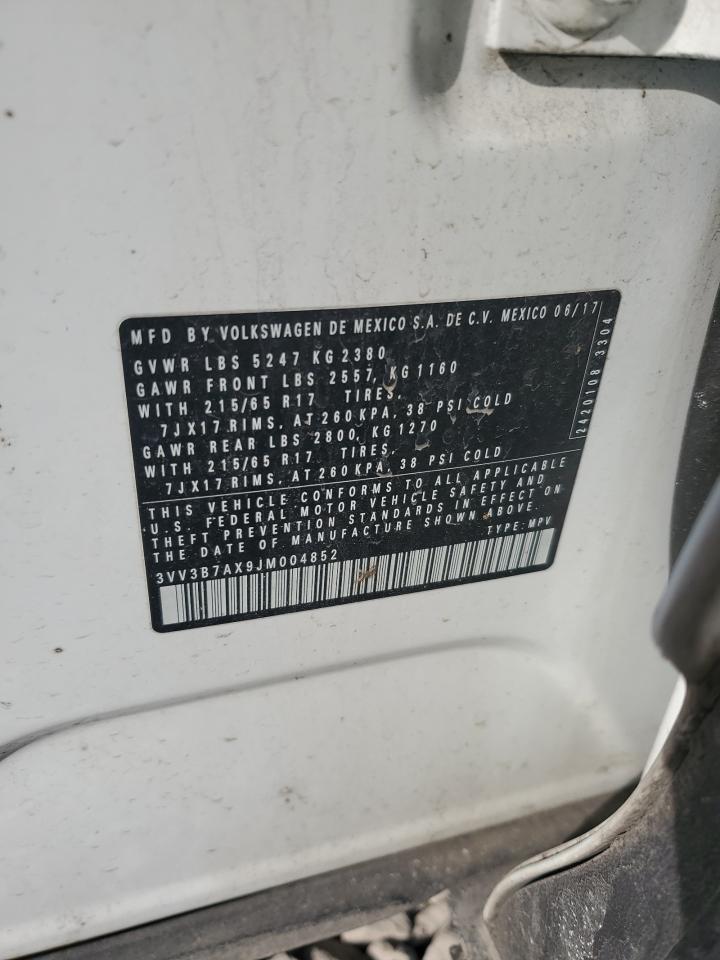 MFD BY VOLKSWAGEN DE MEXICO S.A. DE C.V. MEXICO 06/17
GVWR LBS 5247 KG 2380
GAWR FRONT LBS 2557, KG 1160
WITH 215/65 R17 TIRES,
7JX17 RIMS, AT 260 KPA, 38 PSI COLD
GAWR REAR LBS 2800, KG 1270
WITH 215/65 R17 TIRES,
7JX17 RIMS, AT 260 KPA, 38 PSI COLD
2420108 3304
THIS VEHICLE CONFORMS TO ALL APPLICABLE
U.S. FEDERAL MOTOR VEHICLE SAFETY AND
THEFT PREVENTION STANDARDS IN EFFECT ON
THE DATE OF MANUFACTURE SHOWN ABOVE.
3VV3B7AX9JM004852 TYPE: MPV